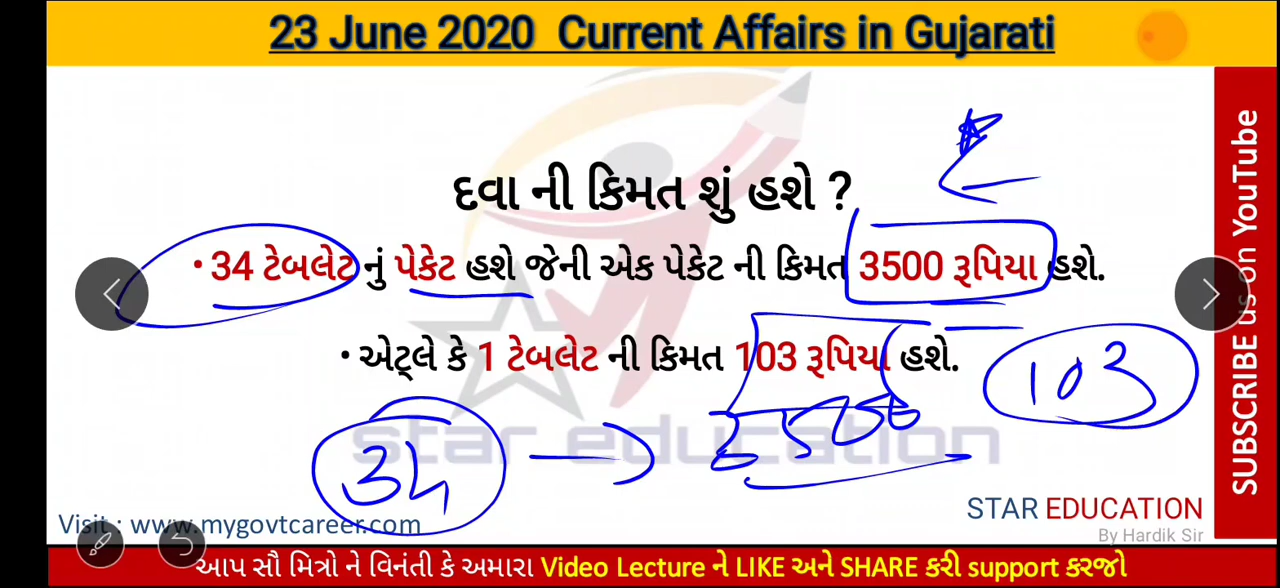 23 June 2020 Current Affairs in Gujarati
દવા ની કિમત શું હશે ?
• 34 ટેબલેટ નું પેકેટ હશે જેની એક પેકેટ ની કિમત 3500 રૂપિયા હશે.
• એટ્લે કે 1 ટેબલેટ ની કિમત 103 રૂપિયા હશે.
103
34 → 3500
star education
STAR EDUCATION
By Hardik Sir
Visit : www.mygovtcareer.com
આપ સૌ મિત્રો ને વિનંતી કે અમારા Video Lecture ને LIKE અને SHARE કરી support કરજો
SUBSCRIBE us on YouTube